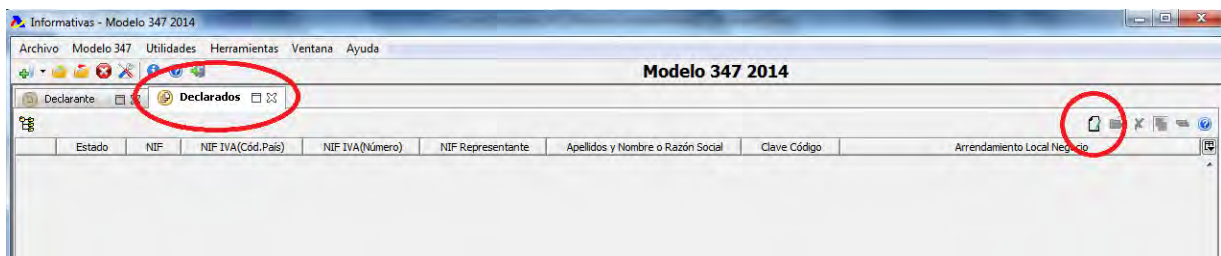 Informativas - Modelo 347 2014
Archivo Modelo 347 Utilidades Herramientas Ventana Ayuda
Modelo 347 2014
Declarante Declarados
Estado NIF NIF IVA(Cód.País) NIF IVA(Número) NIF Representante Apellidos y Nombre o Razón Social Clave Código Arrendamiento Local Negocio